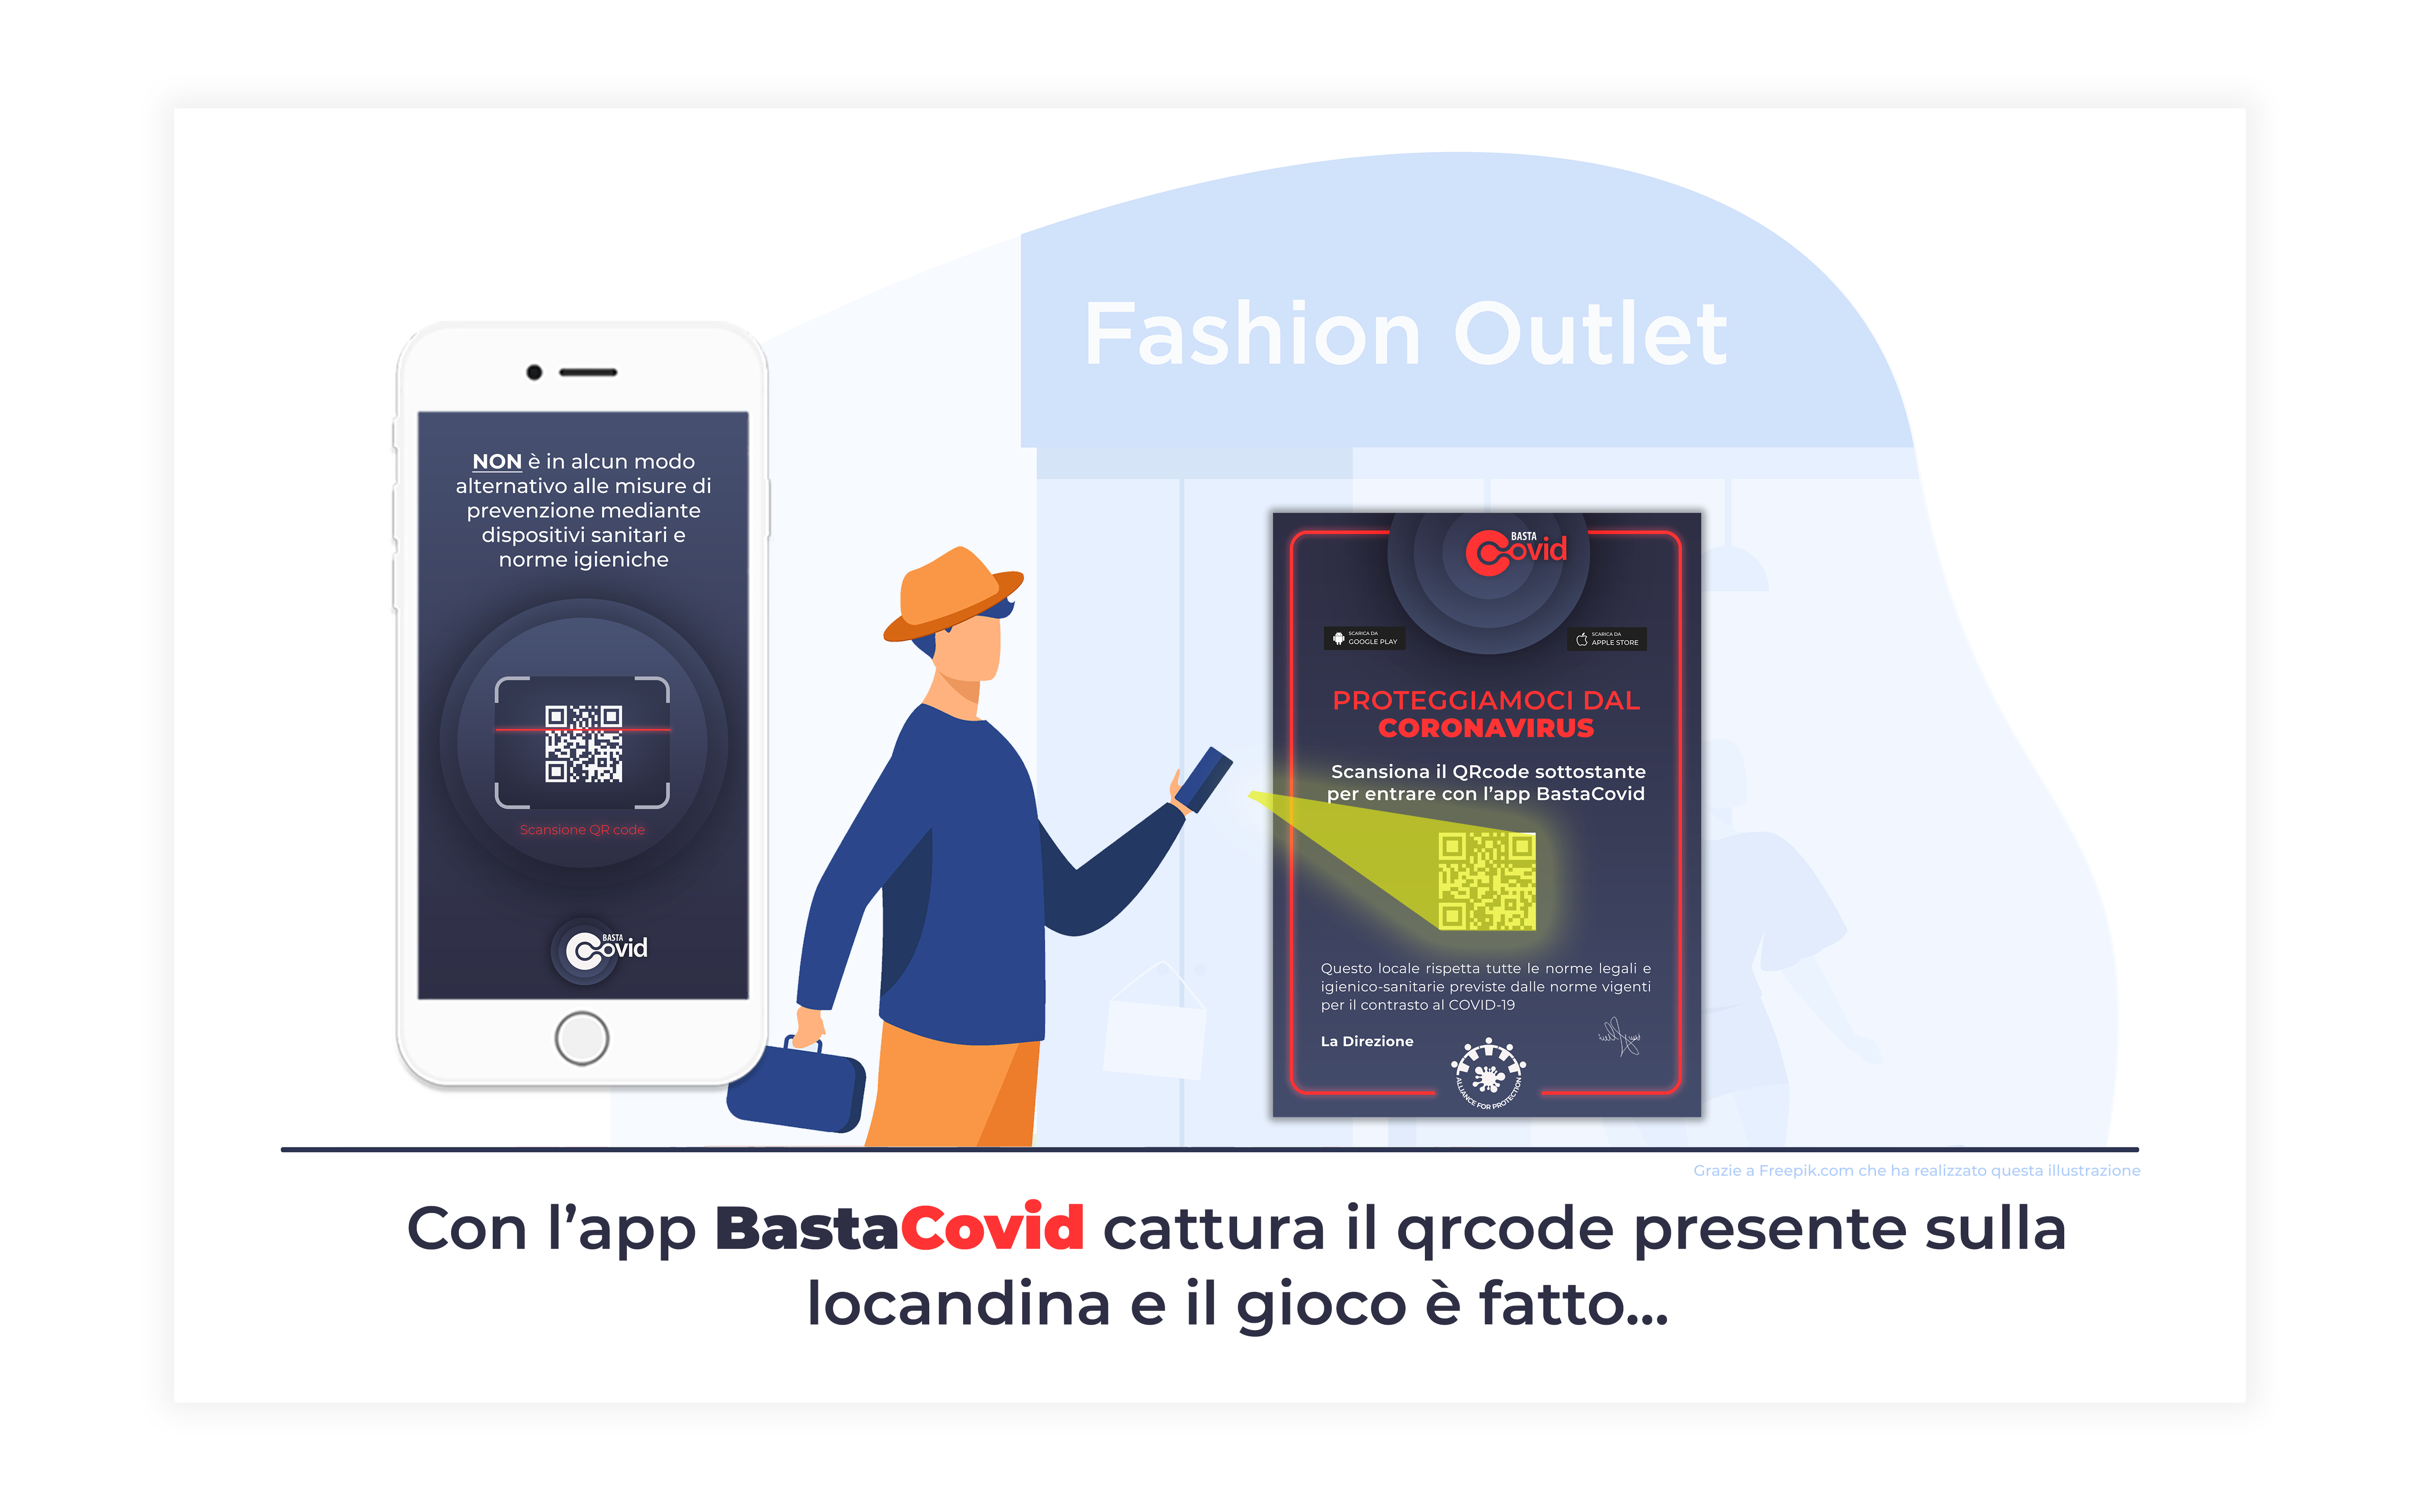 Fashion Outlet
NON è in alcun modo
alternativo alle misure di
prevenzione mediante
dispositivi sanitari e
norme igieniche
Scansione QR code
BASTA
Covid
BASTA
Covid
SCARICA DA
GOOGLE PLAY
SCARICA DA
APPLE STORE
PROTEGGIAMOCI DAL
CORONAVIRUS
Scansiona il QRcode sottostante
per entrare con l’app BastaCovid
Questo locale rispetta tutte le norme legali e
igienico-sanitarie previste dalle norme vigenti
per il contrasto al COVID-19
La Direzione
ALLIANCE FOR PROTECTION
Grazie a Freepik.com che ha realizzato questa illustrazione
Con l’app BastaCovid cattura il qrcode presente sulla
locandina e il gioco è fatto...